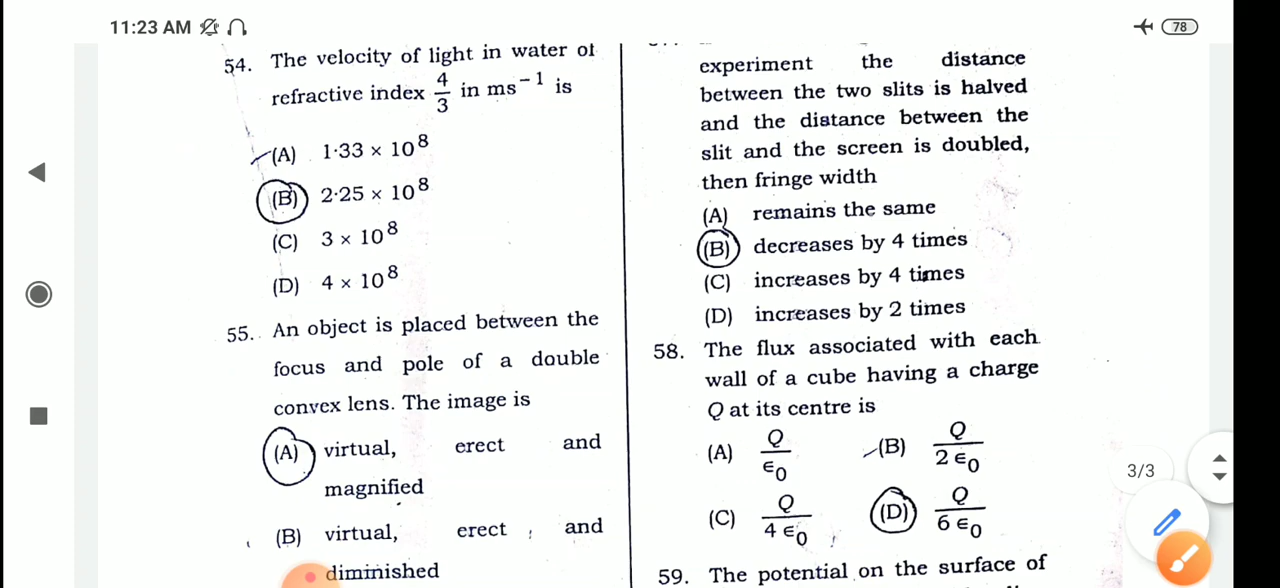 11:23 AM
78
54. The velocity of light in water of
refractive index 4/3 in ms⁻¹ is
(A) 1·33 × 10⁸
(B) 2·25 × 10⁸
(C) 3 × 10⁸
(D) 4 × 10⁸
55. An object is placed between the
focus and pole of a double
convex lens. The image is
(A) virtual, erect and
magnified
(B) virtual, erect and
diminished
experiment the distance
between the two slits is halved
and the distance between the
slit and the screen is doubled,
then fringe width
(A) remains the same
(B) decreases by 4 times
(C) increases by 4 times
(D) increases by 2 times
58. The flux associated with each
wall of a cube having a charge
Q at its centre is
(A) Q/ϵ₀ (B) Q/2 ϵ₀
(C) Q/4 ϵ₀ (D) Q/6 ϵ₀
59. The potential on the surface of
3/3